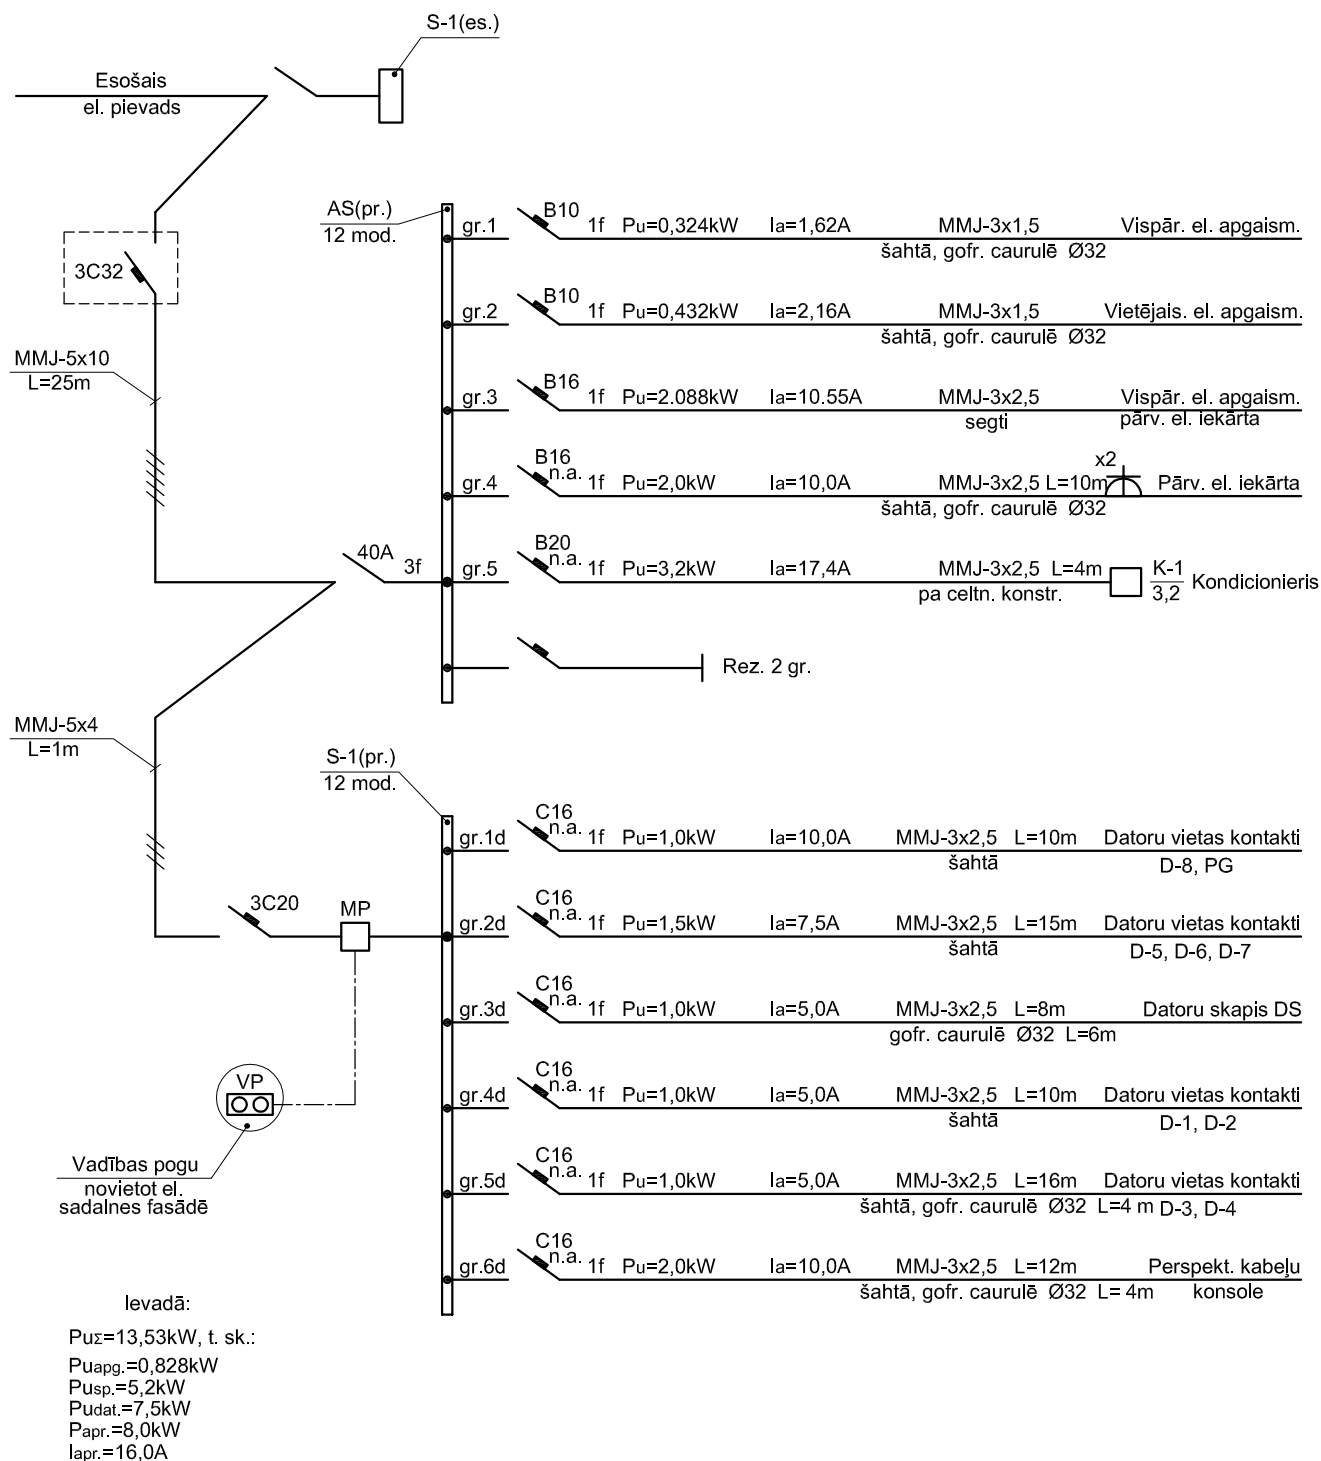 S-1(es.)
Esošais
el. pievads
3C32
MMJ-5x10
L=25m
40A 3f
AS(pr.)
12 mod.
gr.1 B10 1f Pu=0,324kW Ia=1,62A MMJ-3x1,5 Vispār. el. apgaism.
šahtā, gofr. caurulē Ø32
gr.2 B10 1f Pu=0,432kW Ia=2,16A MMJ-3x1,5 Vietējais. el. apgaism.
šahtā, gofr. caurulē Ø32
gr.3 B16 1f Pu=2.088kW Ia=10.55A MMJ-3x2,5 Vispār. el. apgaism.
segti pārv. el. iekārta
B16 x2
gr.4 n.a. 1f Pu=2,0kW Ia=10,0A MMJ-3x2,5 L=10m Pārv. el. iekārta
šahtā, gofr. caurulē Ø32
B20
gr.5 n.a. 1f Pu=3,2kW Ia=17,4A MMJ-3x2,5 L=4m K-1 Kondicionieris
pa celtn. konstr. 3,2
Rez. 2 gr.
MMJ-5x4
L=1m
3C20 MP
VP
Vadības pogu
novietot el.
sadalnes fasādē
S-1(pr.)
12 mod.
C16
gr.1d n.a. 1f Pu=1,0kW Ia=10,0A MMJ-3x2,5 L=10m Datoru vietas kontakti
šahtā D-8, PG
C16
gr.2d n.a. 1f Pu=1,5kW Ia=7,5A MMJ-3x2,5 L=15m Datoru vietas kontakti
šahtā D-5, D-6, D-7
C16
gr.3d n.a. 1f Pu=1,0kW Ia=5,0A MMJ-3x2,5 L=8m Datoru skapis DS
gofr. caurulē Ø32 L=6m
C16
gr.4d n.a. 1f Pu=1,0kW Ia=5,0A MMJ-3x2,5 L=10m Datoru vietas kontakti
šahtā D-1, D-2
C16
gr.5d n.a. 1f Pu=1,0kW Ia=5,0A MMJ-3x2,5 L=16m Datoru vietas kontakti
šahtā, gofr. caurulē Ø32 L=4 m D-3, D-4
C16
gr.6d n.a. 1f Pu=2,0kW Ia=10,0A MMJ-3x2,5 L=12m Perspekt. kabeļu
šahtā, gofr. caurulē Ø32 L= 4m konsole
Ievadā:
PuΣ=13,53kW, t. sk.:
Puapg.=0,828kW
Pusp.=5,2kW
Pudat.=7,5kW
Papr.=8,0kW
Iapr.=16,0A